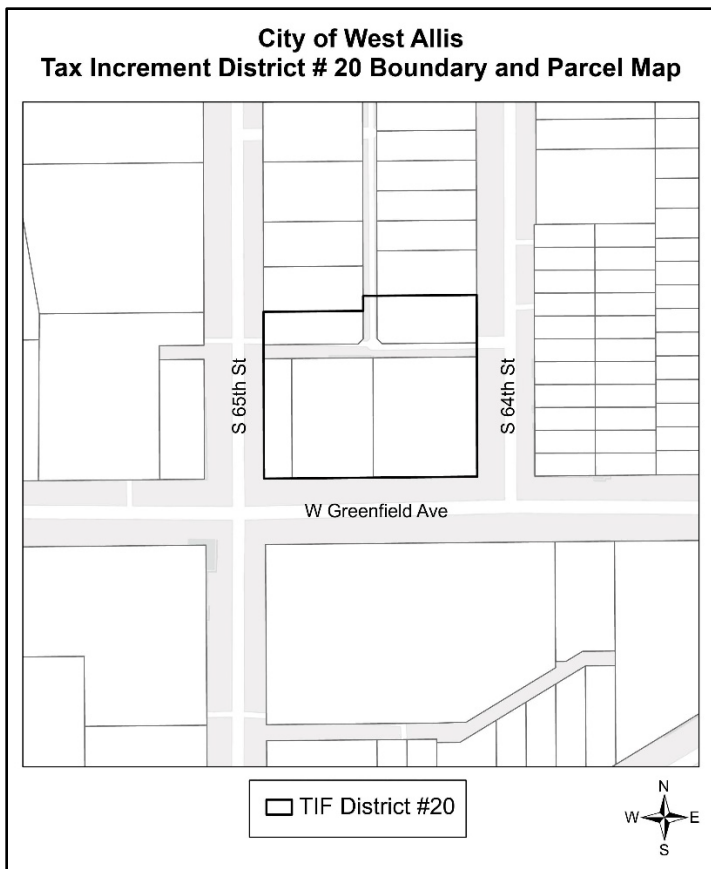 City of West Allis
Tax Increment District # 20 Boundary and Parcel Map
S 65th St
S 64th St
W Greenfield Ave
TIF District #20
N
W E
S